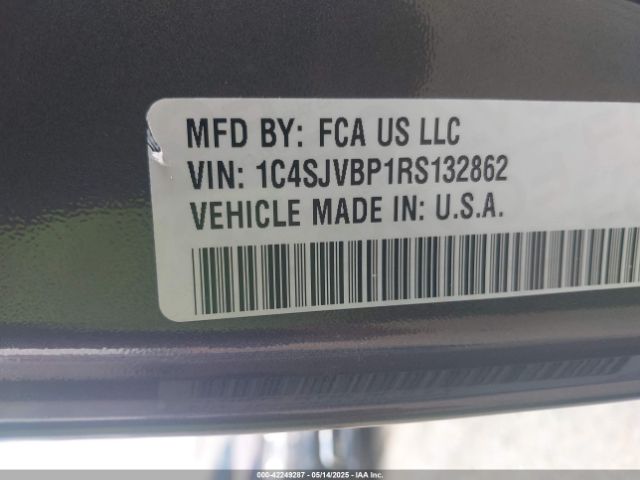 MFD BY: FCA US LLC
VIN: 1C4SJVBP1RS132862
VEHICLE MADE IN: U.S.A.
000-42249287 - 05/14/2025 - IAA Inc.